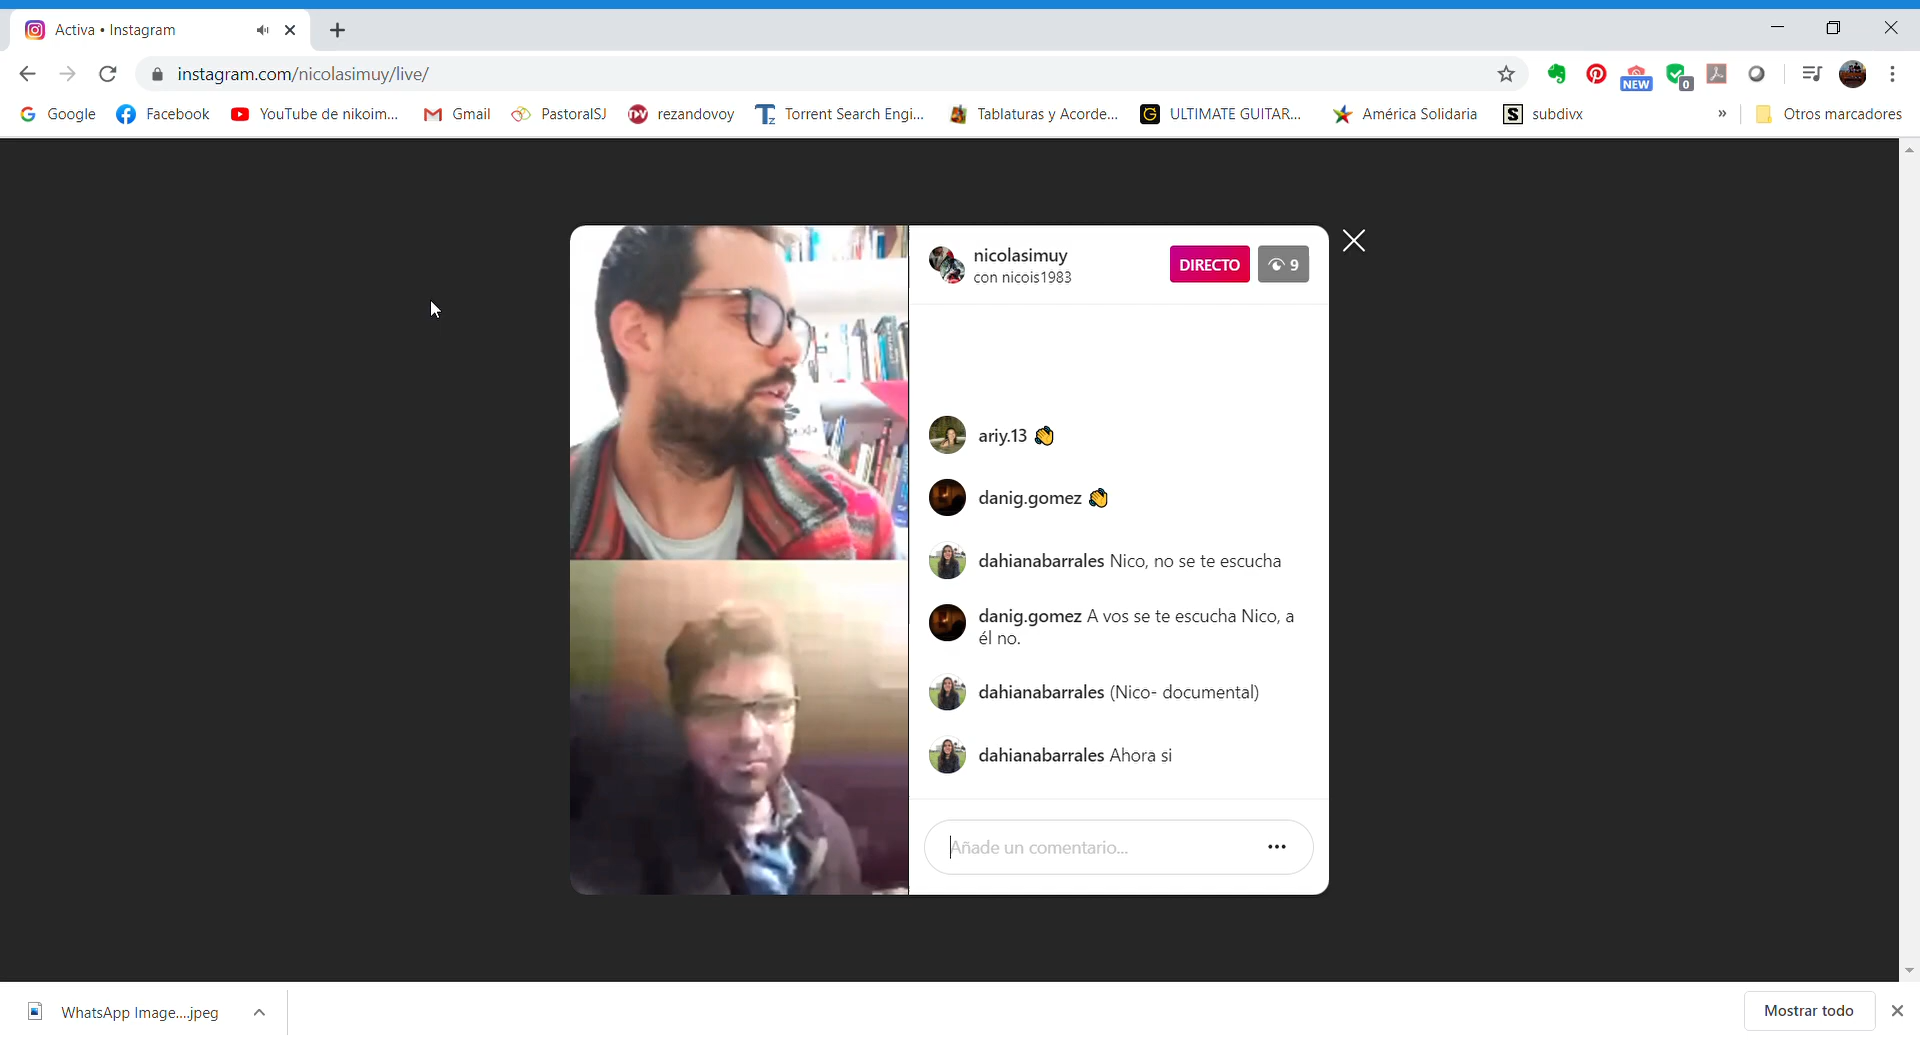 Activa • Instagram
instagram.com/nicolasimuy/live/
NEW
0
Google
Facebook
YouTube de nikoim...
Gmail
PastoralSJ
rezandovoy
Torrent Search Engi...
Tablaturas y Acorde...
ULTIMATE GUITAR...
América Solidaria
subdivx
»
Otros marcadores
nicolasimuy
con nicois1983
DIRECTO
9
ariy.13 👏
danig.gomez 👏
dahianabarrales Nico, no se te escucha
danig.gomez A vos se te escucha Nico, a
él no.
dahianabarrales (Nico- documental)
dahianabarrales Ahora si
Añade un comentario...
WhatsApp Image....jpeg
Mostrar todo